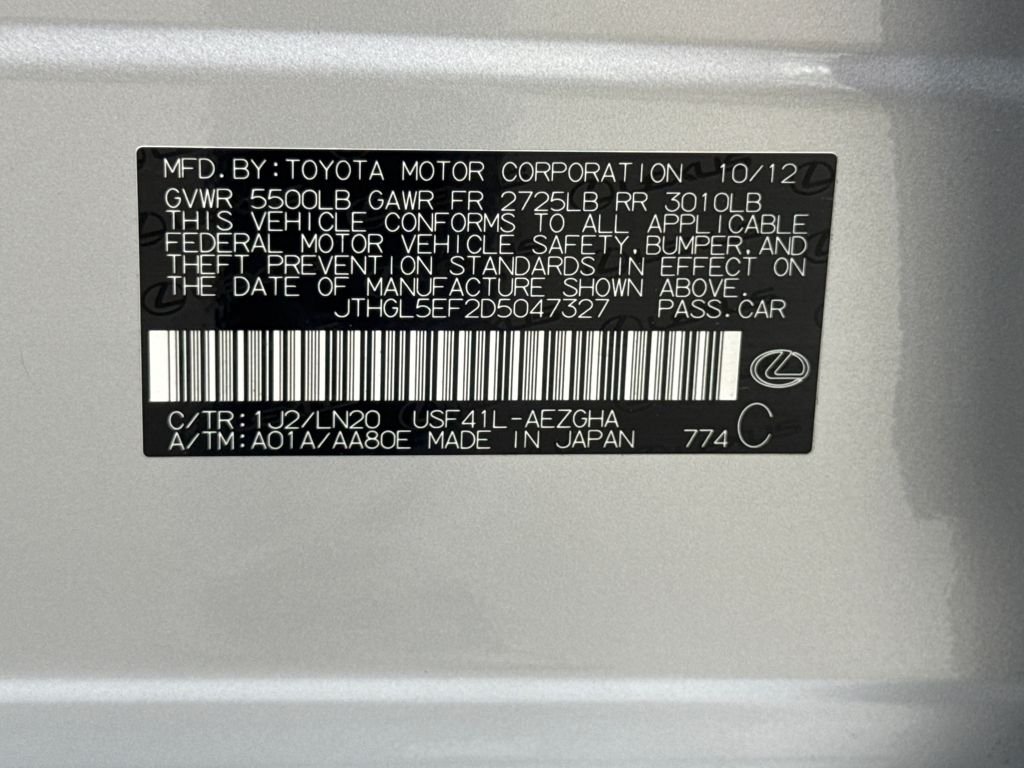 MFD.BY:TOYOTA MOTOR CORPORATION 10/12
GVWR 5500LB GAWR FR 2725LB RR 3010LB
THIS VEHICLE CONFORMS TO ALL APPLICABLE
FEDERAL MOTOR VEHICLE SAFETY,BUMPER,AND
THEFT PREVENTION STANDARDS IN EFFECT ON
THE DATE OF MANUFACTURE SHOWN ABOVE.
JTHGL5EF2D5047327 PASS.CAR
C/TR:1J2/LN20 USF41L-AEZGHA
A/TM:A01A/AA80E MADE IN JAPAN 774 C